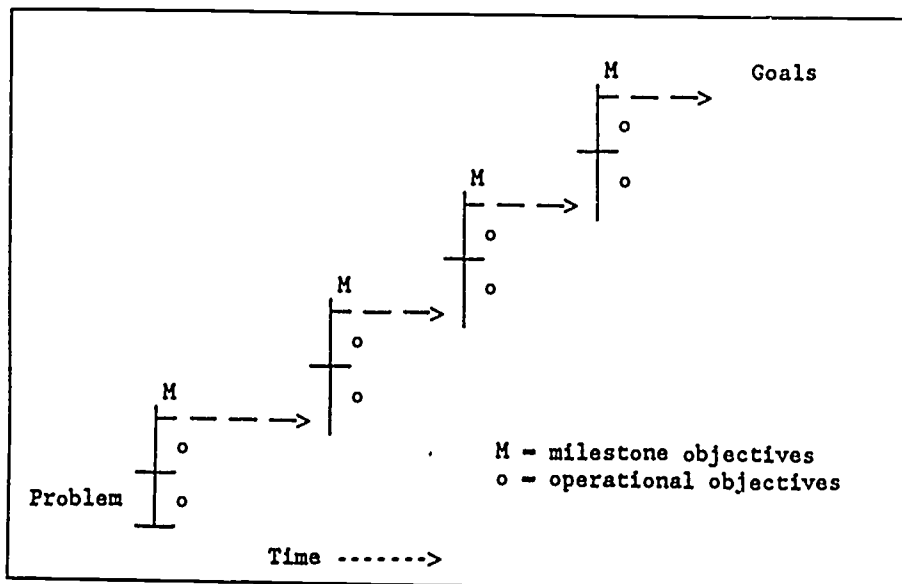 M Goals
o
o
M
o
o
M
o
o
M
o
Problem o
M = milestone objectives
o = operational objectives
Time ------->